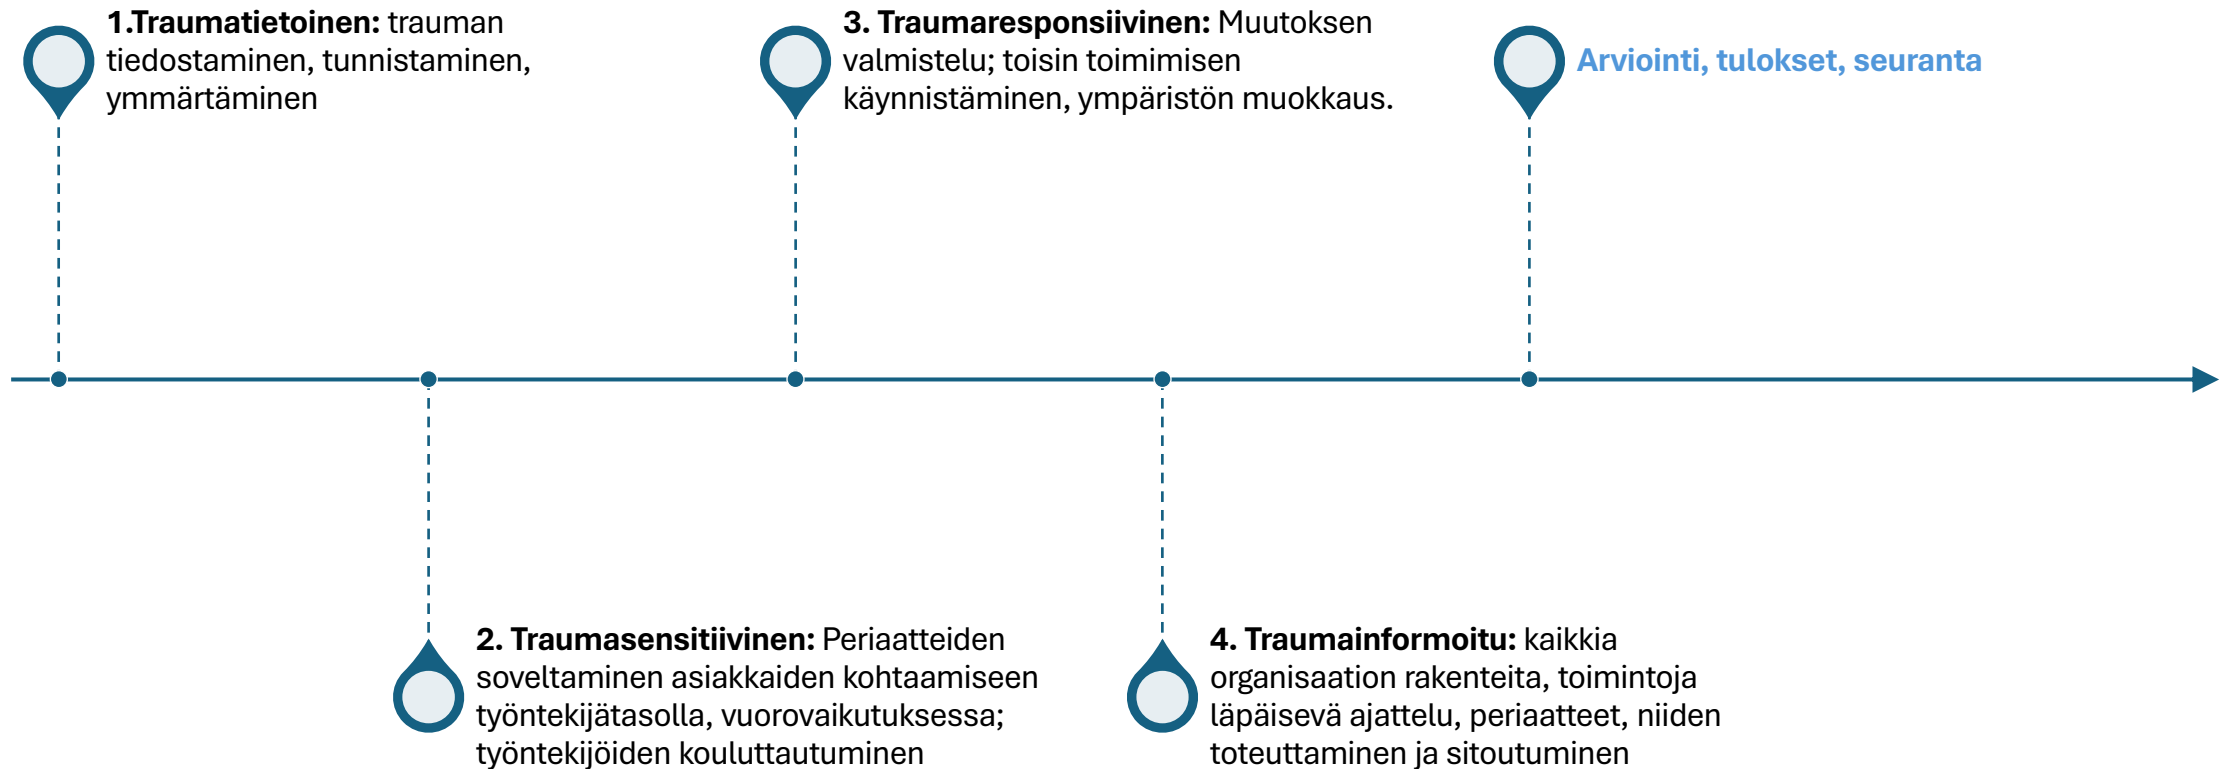 1.Traumatietoinen: trauman
tiedostaminen, tunnistaminen,
ymmärtäminen
2. Traumasensitiivinen: Periaatteiden
soveltaminen asiakkaiden kohtaamiseen
työntekijätasolla, vuorovaikutuksessa;
työntekijöiden kouluttautuminen
3. Traumaresponsiivinen: Muutoksen
valmistelu; toisin toimimisen
käynnistäminen, ympäristön muokkaus.
4. Traumainformoitu: kaikkia
organisaation rakenteita, toimintoja
läpäisevä ajattelu, periaatteet, niiden
toteuttaminen ja sitoutuminen
Arviointi, tulokset, seuranta